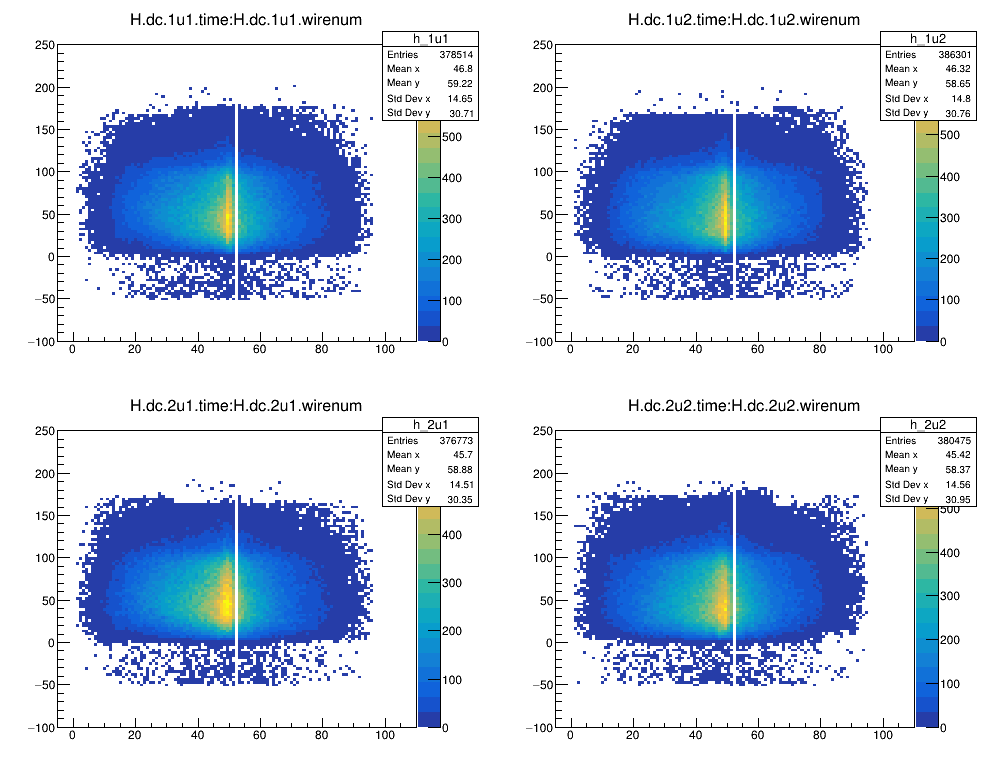 H.dc.1u1.time:H.dc.1u1.wirenum
h_1u1
Entries 378514
Mean x 46.8
Mean y 59.22
Std Dev x 14.65
Std Dev y 30.71
250
200
150
100
50
0
−50
−100
0 20 40 60 80 100
500
400
300
200
100
0
H.dc.1u2.time:H.dc.1u2.wirenum
h_1u2
Entries 386301
Mean x 46.32
Mean y 58.65
Std Dev x 14.8
Std Dev y 30.76
250
200
150
100
50
0
−50
−100
0 20 40 60 80 100
500
400
300
200
100
0
H.dc.2u1.time:H.dc.2u1.wirenum
h_2u1
Entries 376773
Mean x 45.7
Mean y 58.88
Std Dev x 14.51
Std Dev y 30.35
250
200
150
100
50
0
−50
−100
0 20 40 60 80 100
400
300
200
100
0
H.dc.2u2.time:H.dc.2u2.wirenum
h_2u2
Entries 380475
Mean x 45.42
Mean y 58.37
Std Dev x 14.56
Std Dev y 30.95
250
200
150
100
50
0
−50
−100
0 20 40 60 80 100
500
400
300
200
100
0